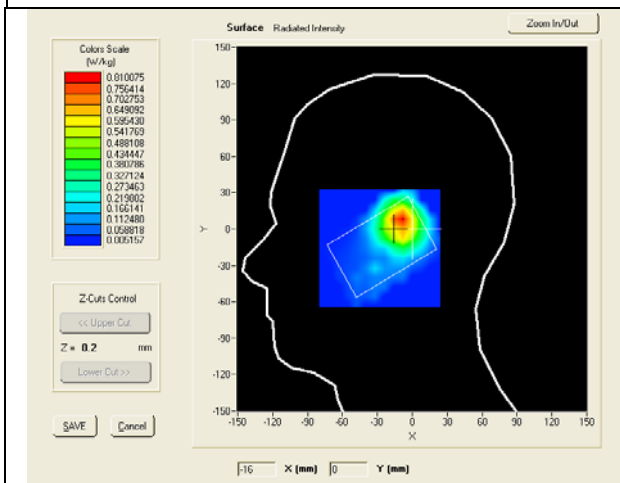 Surface Radiated Intensity
Zoom In/Out
Colors Scale
(W/kg)
0.810075
0.756414
0.702753
0.649092
0.595430
0.541769
0.488108
0.434447
0.380786
0.327124
0.273463
0.219802
0.166141
0.112480
0.058818
0.005157
Z-Cuts Control
<< Upper Cut
Z = 0.2 mm
Lower Cut >>
SAVE Cancel
150
120
90
60
30
0
-30
-60
-90
-120
-150
Y
-150 -120 -90 -60 -30 0 30 60 90 120 150
X
-16 X (mm) 0 Y (mm)